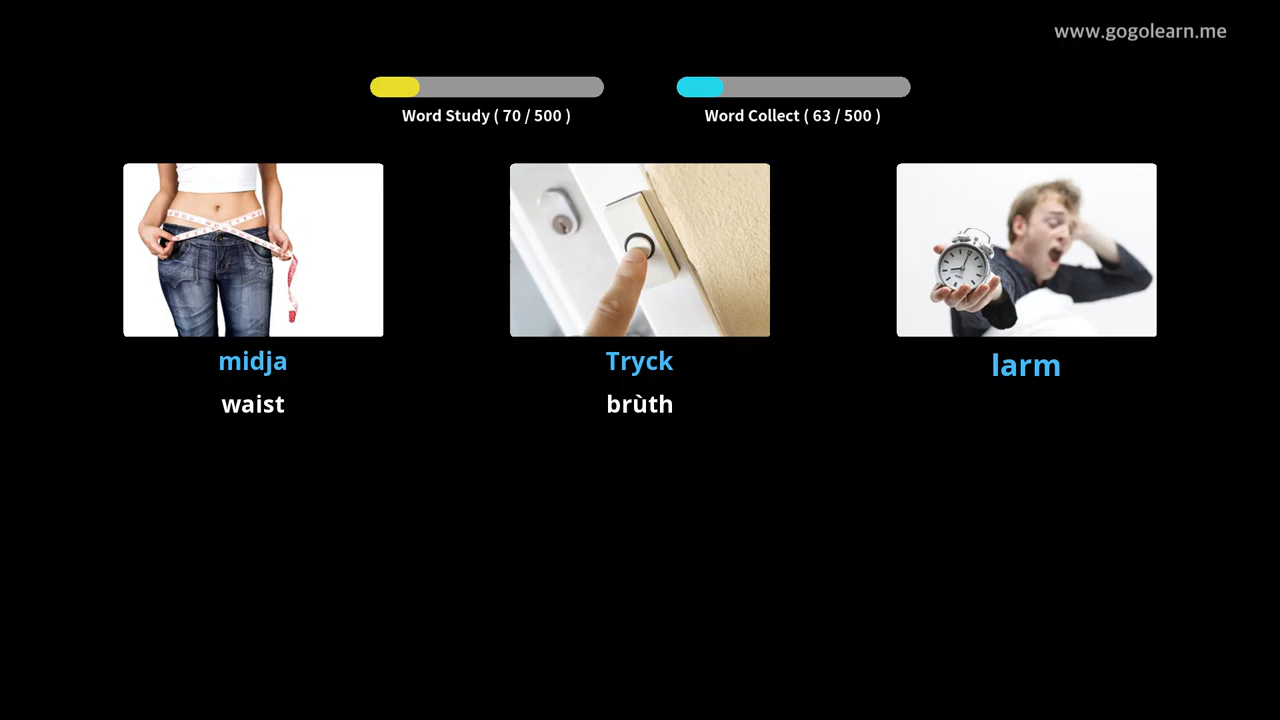 www.gogolearn.me
Word Study ( 70 / 500 )
Word Collect ( 63 / 500 )
midja
waist
Tryck
brùth
larm